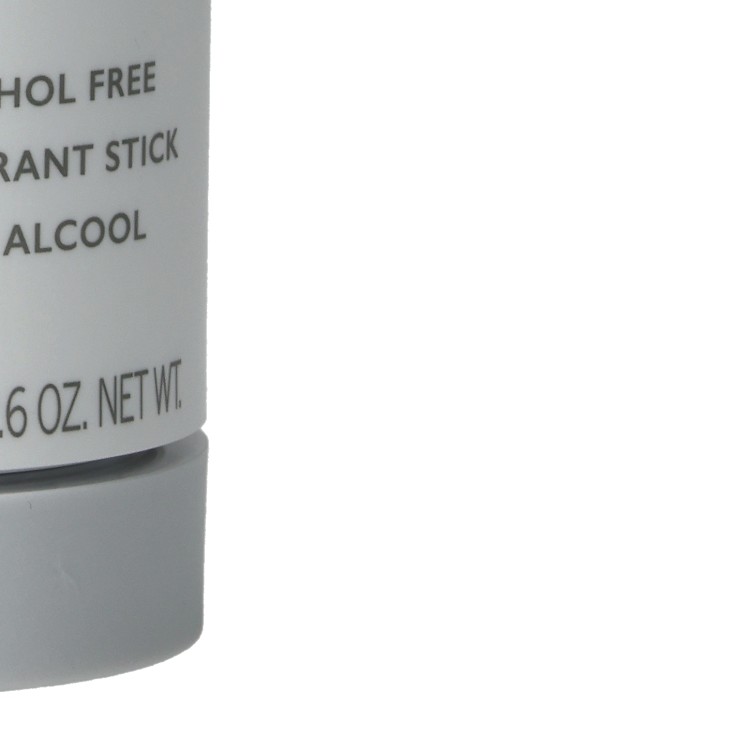 HOL FREE
RANT STICK
ALCOOL
.6 OZ. NET WT.